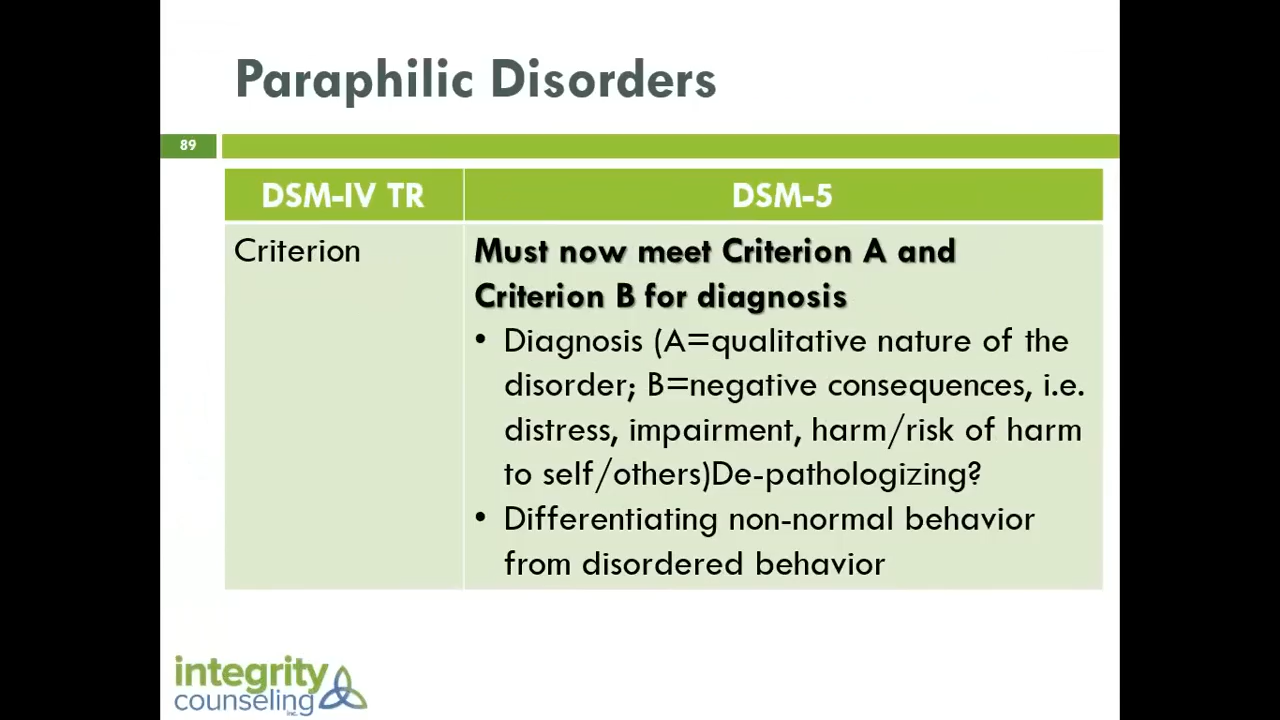 Paraphilic Disorders
89
DSM-IV TR
DSM-5
Criterion
Must now meet Criterion A and
Criterion B for diagnosis
• Diagnosis (A=qualitative nature of the
disorder; B=negative consequences, i.e.
distress, impairment, harm/risk of harm
to self/others)De-pathologizing?
• Differentiating non-normal behavior
from disordered behavior
integrity
counseling
inc.